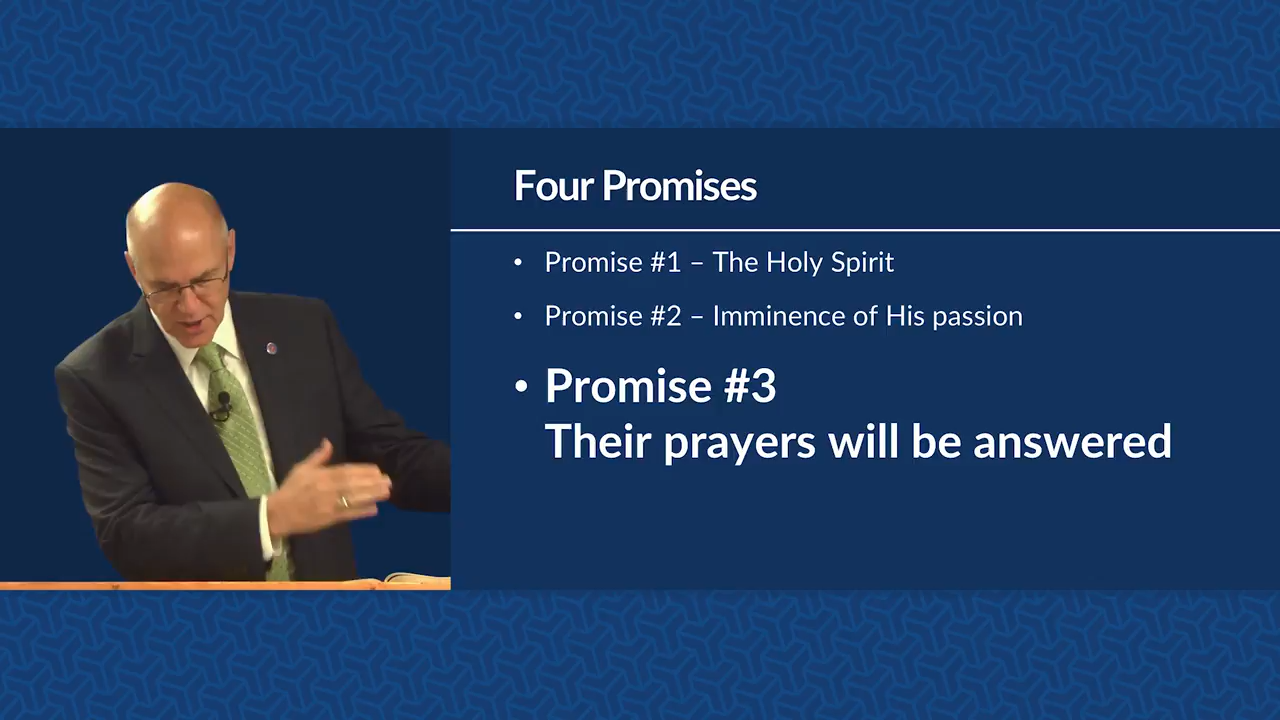 Four Promises
• Promise #1 – The Holy Spirit
• Promise #2 – Imminence of His passion
• Promise #3
Their prayers will be answered